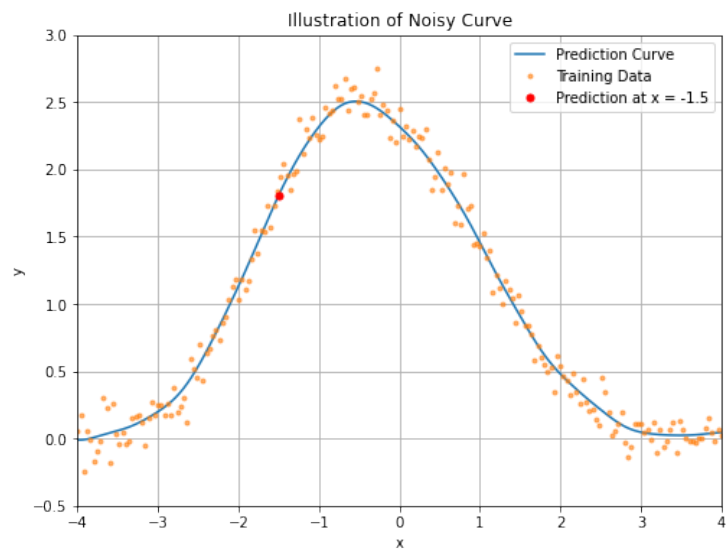 Illustration of Noisy Curve
Prediction Curve
Training Data
Prediction at x = -1.5
3.0
2.5
2.0
1.5
1.0
0.5
0.0
−0.5
y
−4 −3 −2 −1 0 1 2 3 4
x